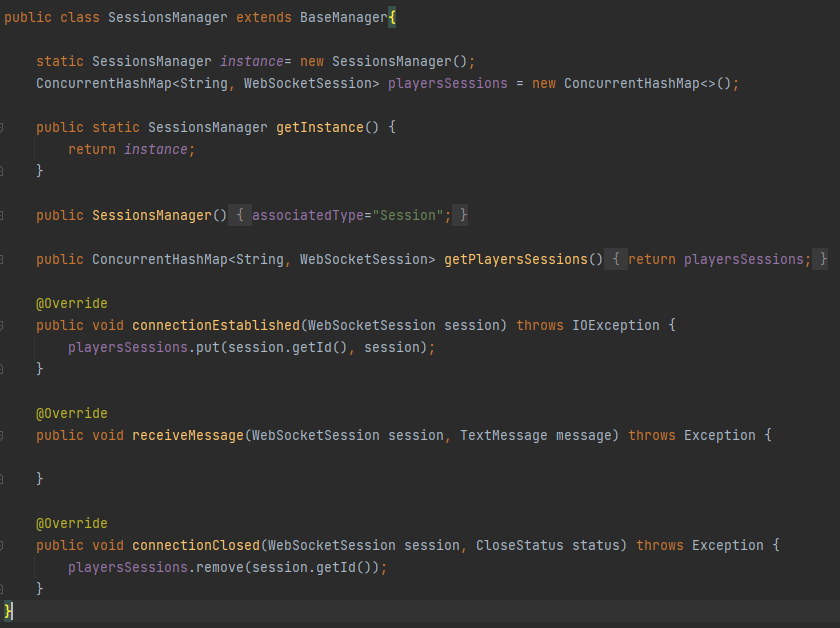 public class SessionsManager extends BaseManager{
static SessionsManager instance= new SessionsManager();
ConcurrentHashMap<String, WebSocketSession> playersSessions = new ConcurrentHashMap<>();
public static SessionsManager getInstance() {
return instance;
}
public SessionsManager() { associatedType="Session"; }
public ConcurrentHashMap<String, WebSocketSession> getPlayersSessions() { return playersSessions; }
@Override
public void connectionEstablished(WebSocketSession session) throws IOException {
playersSessions.put(session.getId(), session);
}
@Override
public void receiveMessage(WebSocketSession session, TextMessage message) throws Exception {
}
@Override
public void connectionClosed(WebSocketSession session, CloseStatus status) throws Exception {
playersSessions.remove(session.getId());
}
}